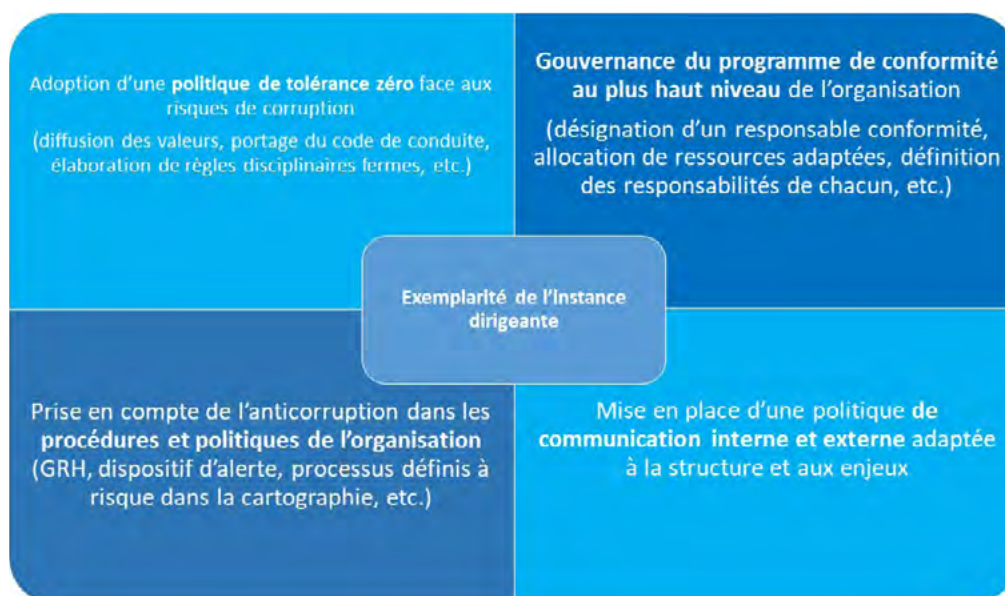 Adoption d'une politique de tolérance zéro face aux
risques de corruption
(diffusion des valeurs, portage du code de conduite,
élaboration de règles disciplinaires fermes, etc.)
Gouvernance du programme de conformité
au plus haut niveau de l'organisation
(désignation d'un responsable conformité,
allocation de ressources adaptées, définition
des responsabilités de chacun, etc.)
Exemplarité de l'instance
dirigeante
Prise en compte de l'anticorruption dans les
procédures et politiques de l'organisation
(GRH, dispositif d'alerte, processus définis à
risque dans la cartographie, etc.)
Mise en place d'une politique de
communication interne et externe adaptée
à la structure et aux enjeux